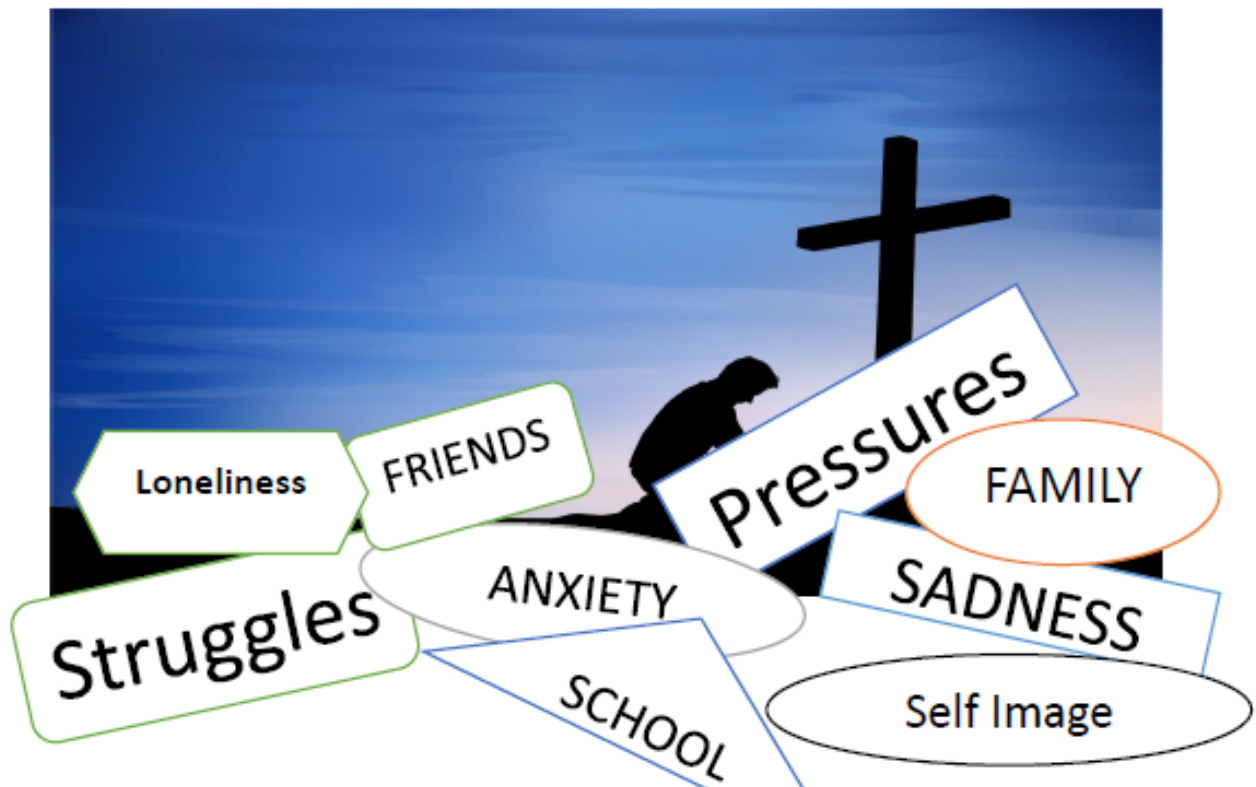 Pressures
FRIENDS
Loneliness
FAMILY
ANXIETY
SADNESS
Struggles
SCHOOL
Self Image